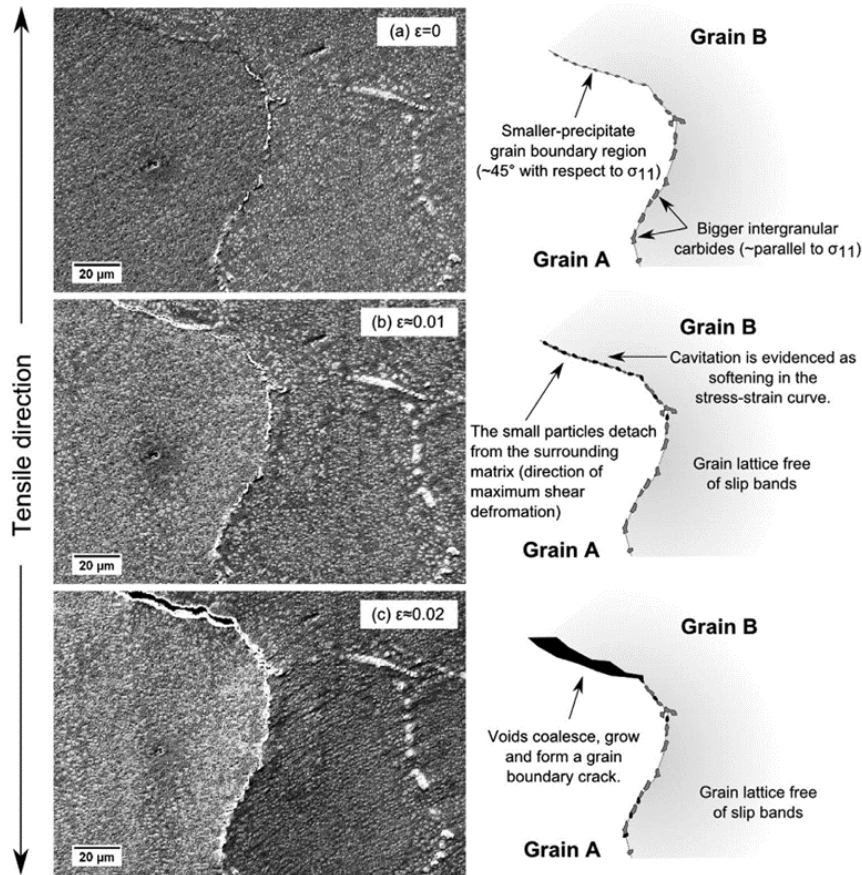 Tensile direction
(a) ε=0
20 µm
Grain B
Smaller-precipitate
grain boundary region
(~45° with respect to σ11)
Bigger intergranular
carbides (~parallel to σ11)
Grain A
(b) ε≈0.01
20 µm
Grain B
Cavitation is evidenced as
softening in the
stress-strain curve.
The small particles detach
from the surrounding
matrix (direction of
maximum shear
defromation)
Grain lattice free
of slip bands
Grain A
(c) ε≈0.02
20 µm
Grain B
Voids coalesce, grow
and form a grain
boundary crack.
Grain lattice free
of slip bands
Grain A